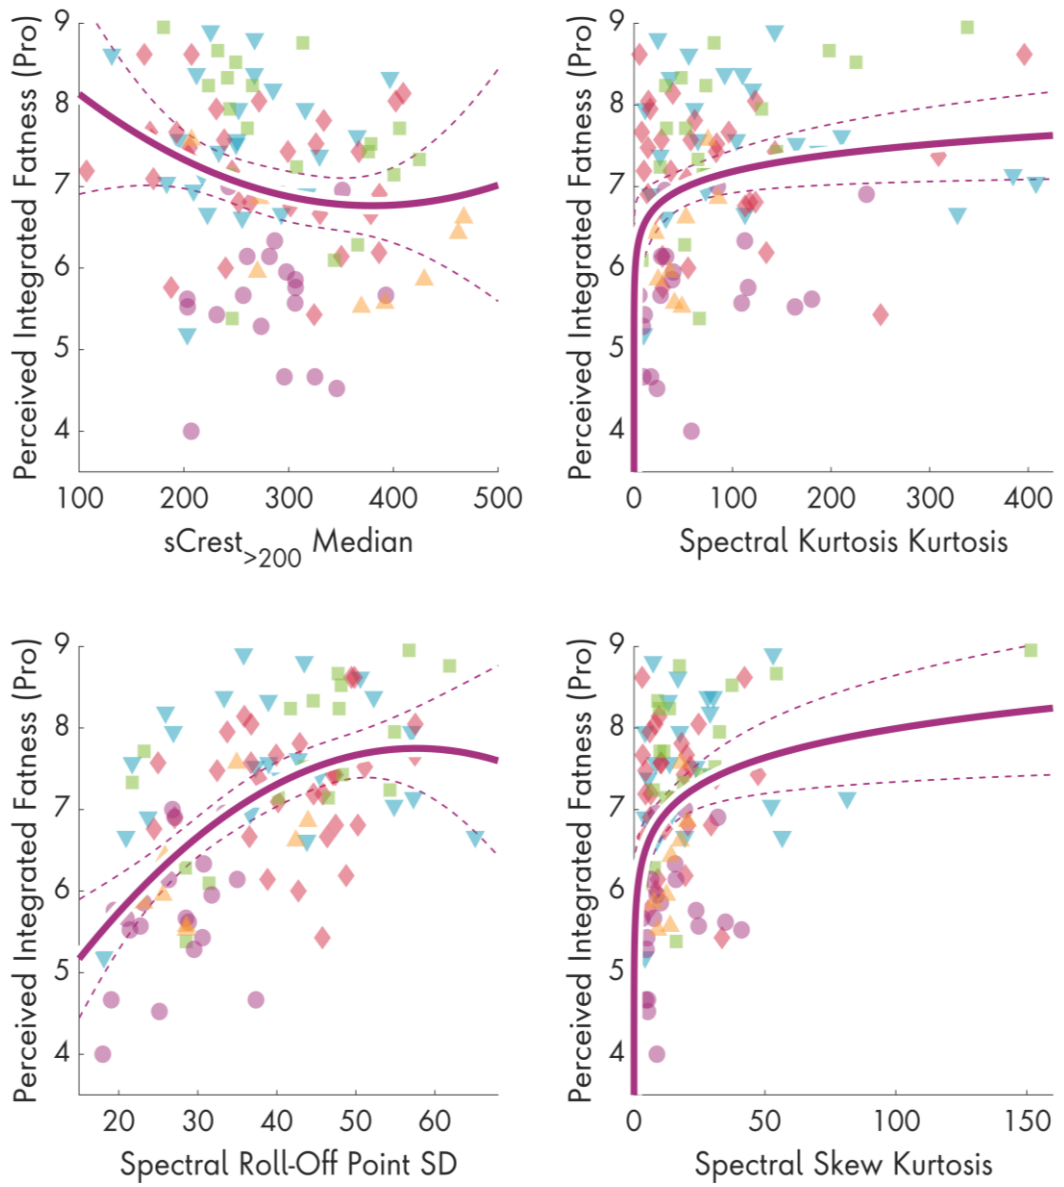 Perceived Integrated Fatness (Pro)
9
8
7
6
5
4
100 200 300 400 500
sCrest>200 Median
Perceived Integrated Fatness (Pro)
9
8
7
6
5
4
0 100 200 300 400
Spectral Kurtosis Kurtosis
Perceived Integrated Fatness (Pro)
9
8
7
6
5
4
20 30 40 50 60
Spectral Roll-Off Point SD
Perceived Integrated Fatness (Pro)
9
8
7
6
5
4
0 50 100 150
Spectral Skew Kurtosis